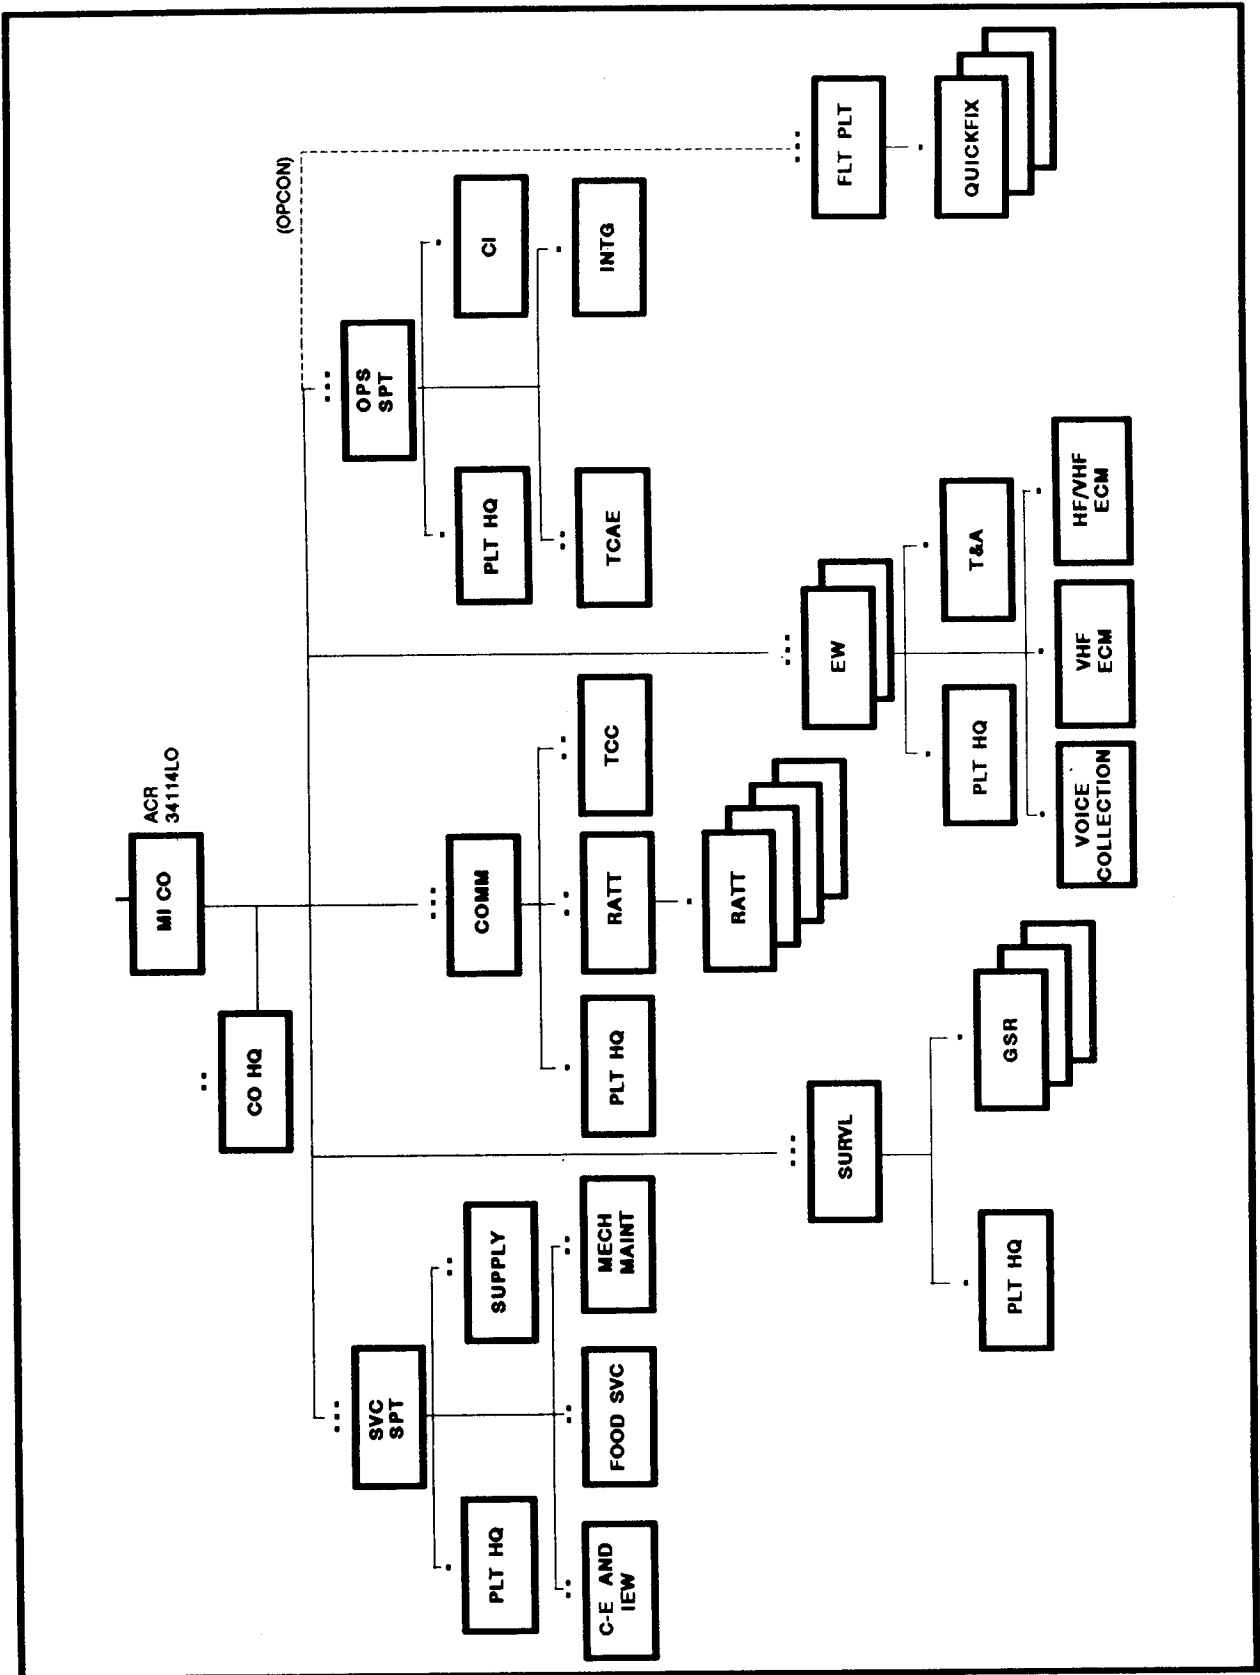 MI CO
ACR
34114LO
CO HQ
(OPCON)
SVC
SPT
OPS
SPT
PLT HQ
SUPPLY
COMM
PLT HQ
CI
C-E AND
IEW
FOOD SVC
MECH
MAINT
PLT HQ
RATT
TCC
TCAE
INTG
RATT
SURVL
EW
FLT PLT
PLT HQ
GSR
PLT HQ
T&A
QUICKFIX
VOICE
COLLECTION
VHF
ECM
HF/VHF
ECM